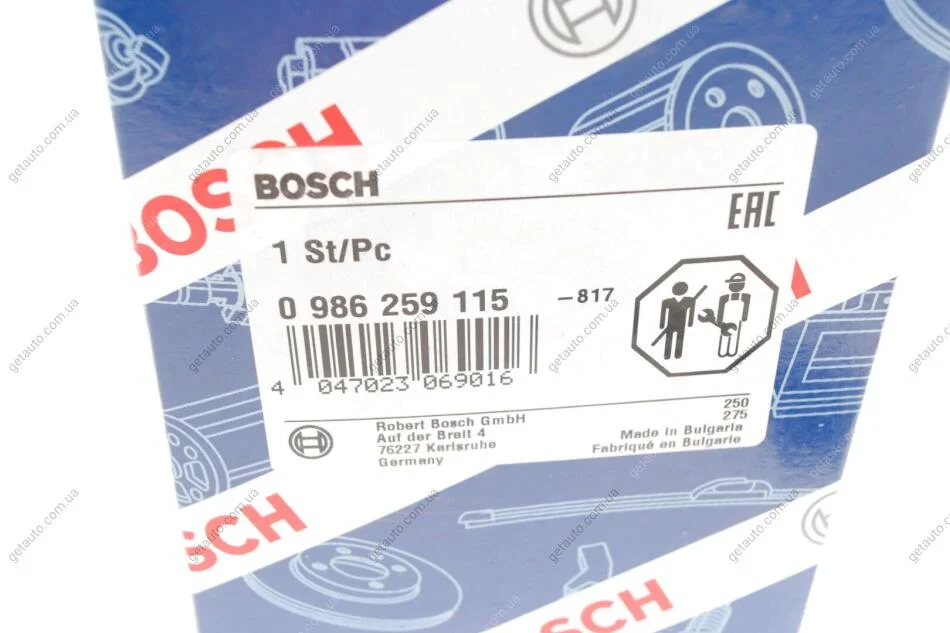 BOSCH
BOSCH
EAC
1 St/Pc
0 986 259 115
-817
4 047023 069016
250
275
Robert Bosch GmbH
Auf der Breit 4
76227 Karlsruhe
Germany
Made in Bulgaria
Fabriqué en Bulgarie
SCH
BOSCH
getauto.com.ua